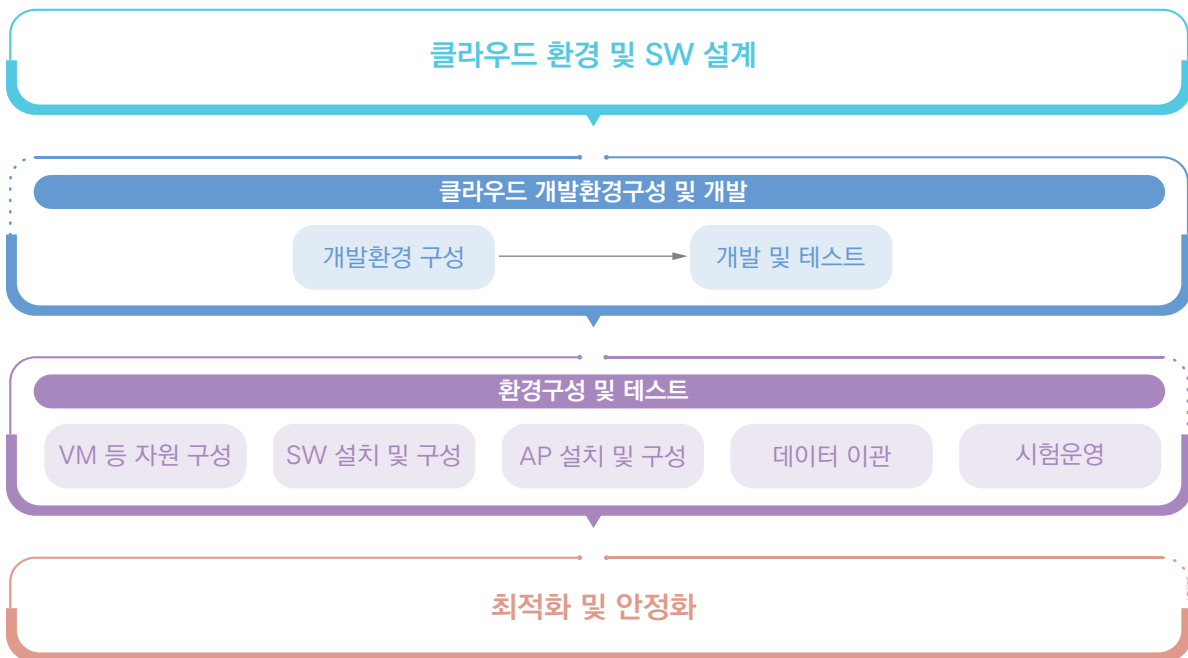 클라우드 환경 및 SW 설계
클라우드 개발환경구성 및 개발
개발환경 구성
개발 및 테스트
환경구성 및 테스트
VM 등 자원 구성
SW 설치 및 구성
AP 설치 및 구성
데이터 이관
시험운영
최적화 및 안정화